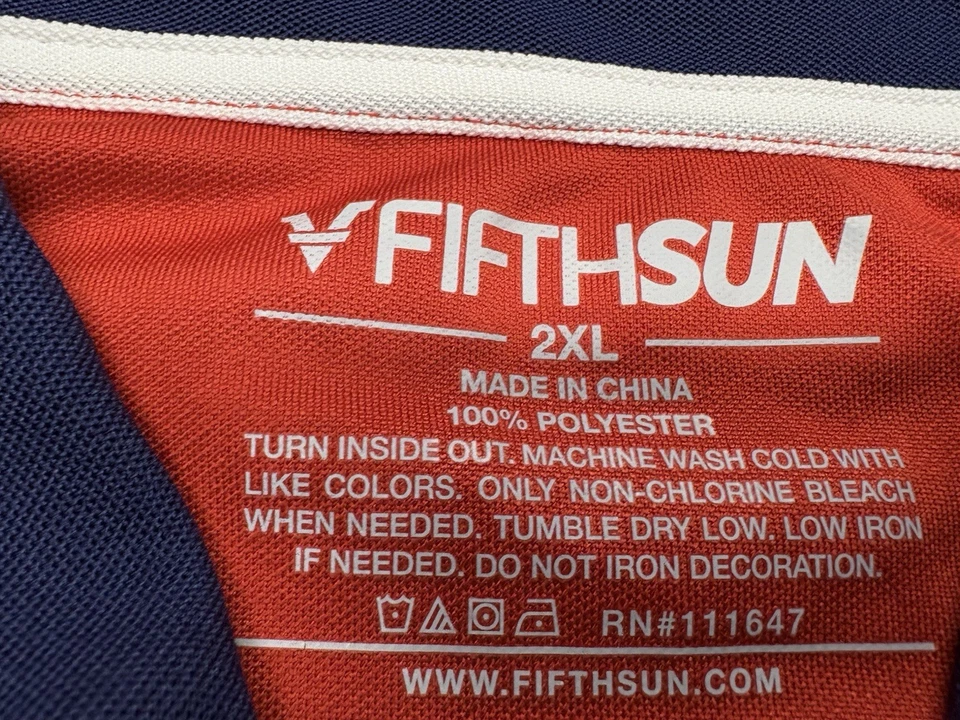 FIFTHSUN
2XL
MADE IN CHINA
100% POLYESTER
TURN INSIDE OUT. MACHINE WASH COLD WITH
LIKE COLORS. ONLY NON-CHLORINE BLEACH
WHEN NEEDED. TUMBLE DRY LOW. LOW IRON
IF NEEDED. DO NOT IRON DECORATION.
RN#111647
WWW.FIFTHSUN.COM